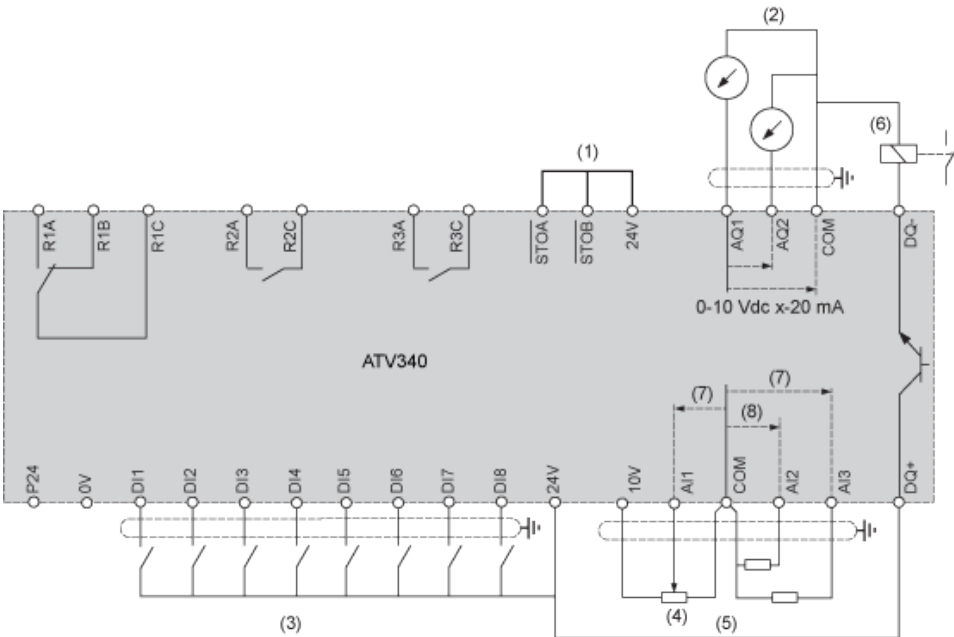 (2)
(6)
(1)
R1A R1B R1C R2A R2C R3A R3C STOA STOB 24V AQ1 AQ2 COM DQ-
0-10 Vdc x-20 mA
ATV340
(7) (7)
(8)
P24 0V DI1 DI2 DI3 DI4 DI5 DI6 DI7 DI8 24V 10V AI1 COM AI2 AI3 DQ+
(3) (4) (5)